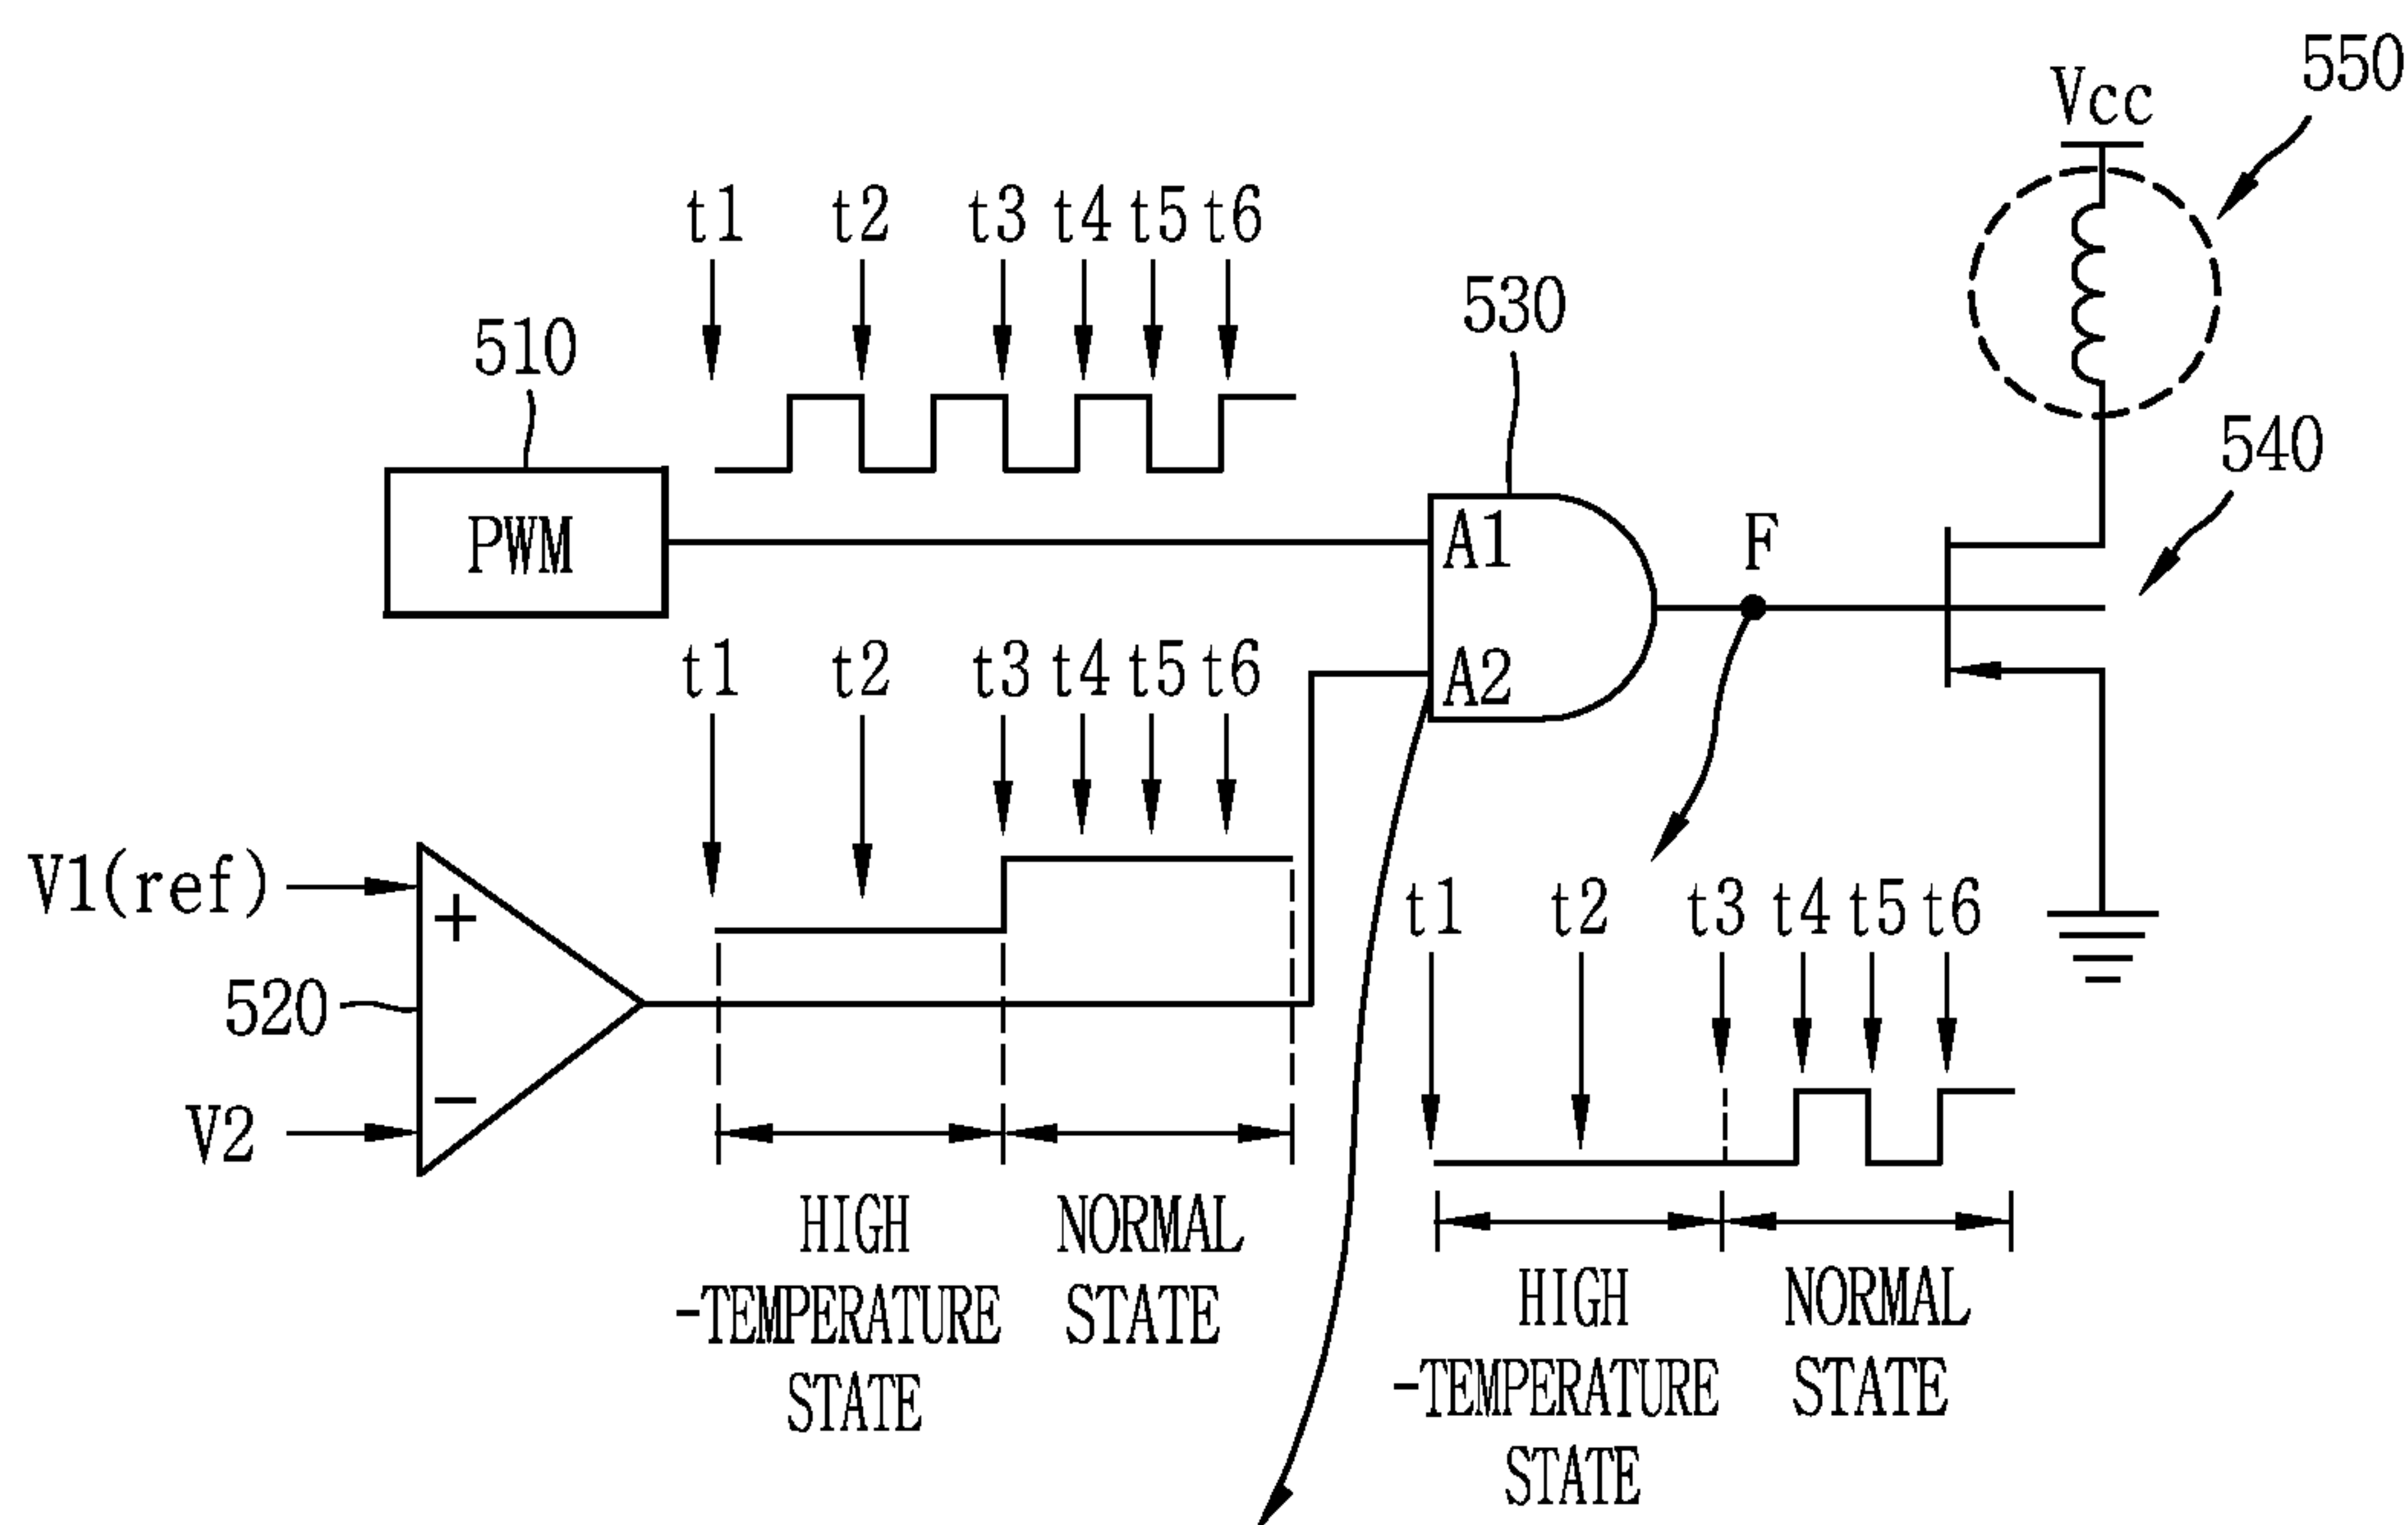 550
Vcc
t1 t2 t3 t4 t5 t6
530
510
540
PWM
A1
F
t1 t2 t3 t4 t5 t6
A2
V1(ref)
+
t1 t2 t3 t4 t5 t6
520
−
V2
HIGH
-TEMPERATURE
STATE
NORMAL
STATE
HIGH
-TEMPERATURE
STATE
NORMAL
STATE